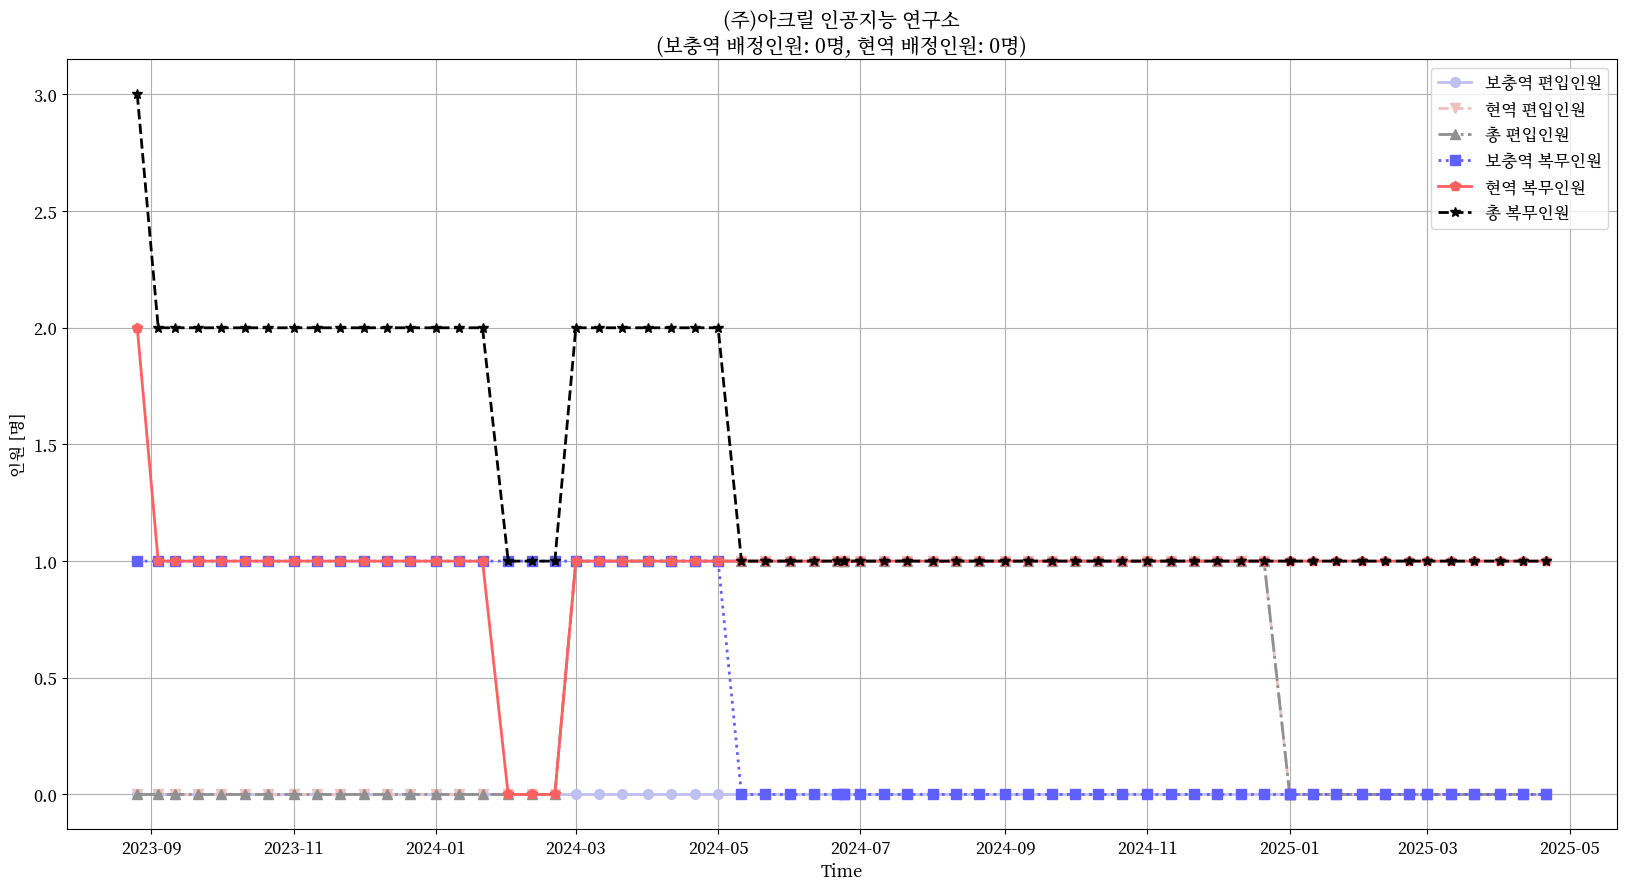 (주)아크릴 인공지능 연구소
(보충역 배정인원: 0명, 현역 배정인원: 0명)
보충역 편입인원
현역 편입인원
총 편입인원
보충역 복무인원
현역 복무인원
총 복무인원
인원 [명]
3.0
2.5
2.0
1.5
1.0
0.5
0.0
2023-09 2023-11 2024-01 2024-03 2024-05 2024-07 2024-09 2024-11 2025-01 2025-03 2025-05
Time